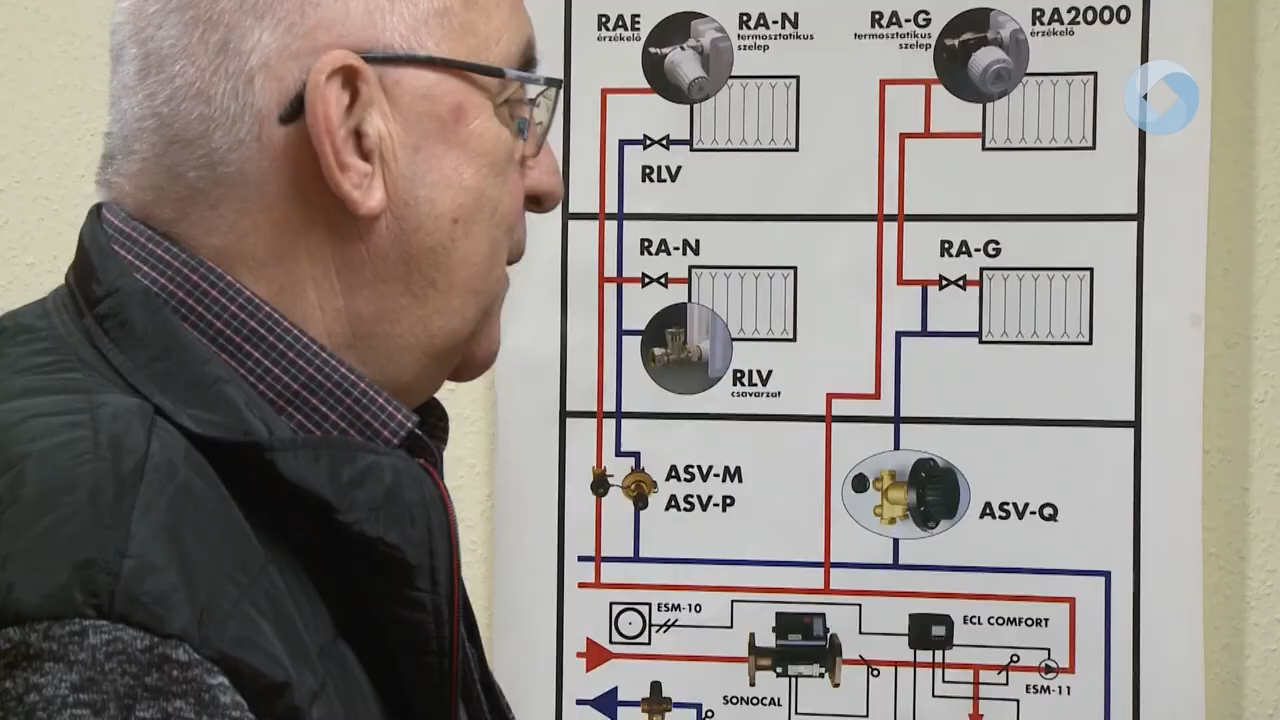 RAE
érzékelő
RA-N
termosztatikus
szelep
RA-G
termosztatikus
szelep
RA2000
érzékelő
RLV
RA-N
RA-G
RLV
csavarzat
ASV-M
ASV-P
ASV-Q
ESM-10
ECL COMFORT
ESM-11
SONOCAL